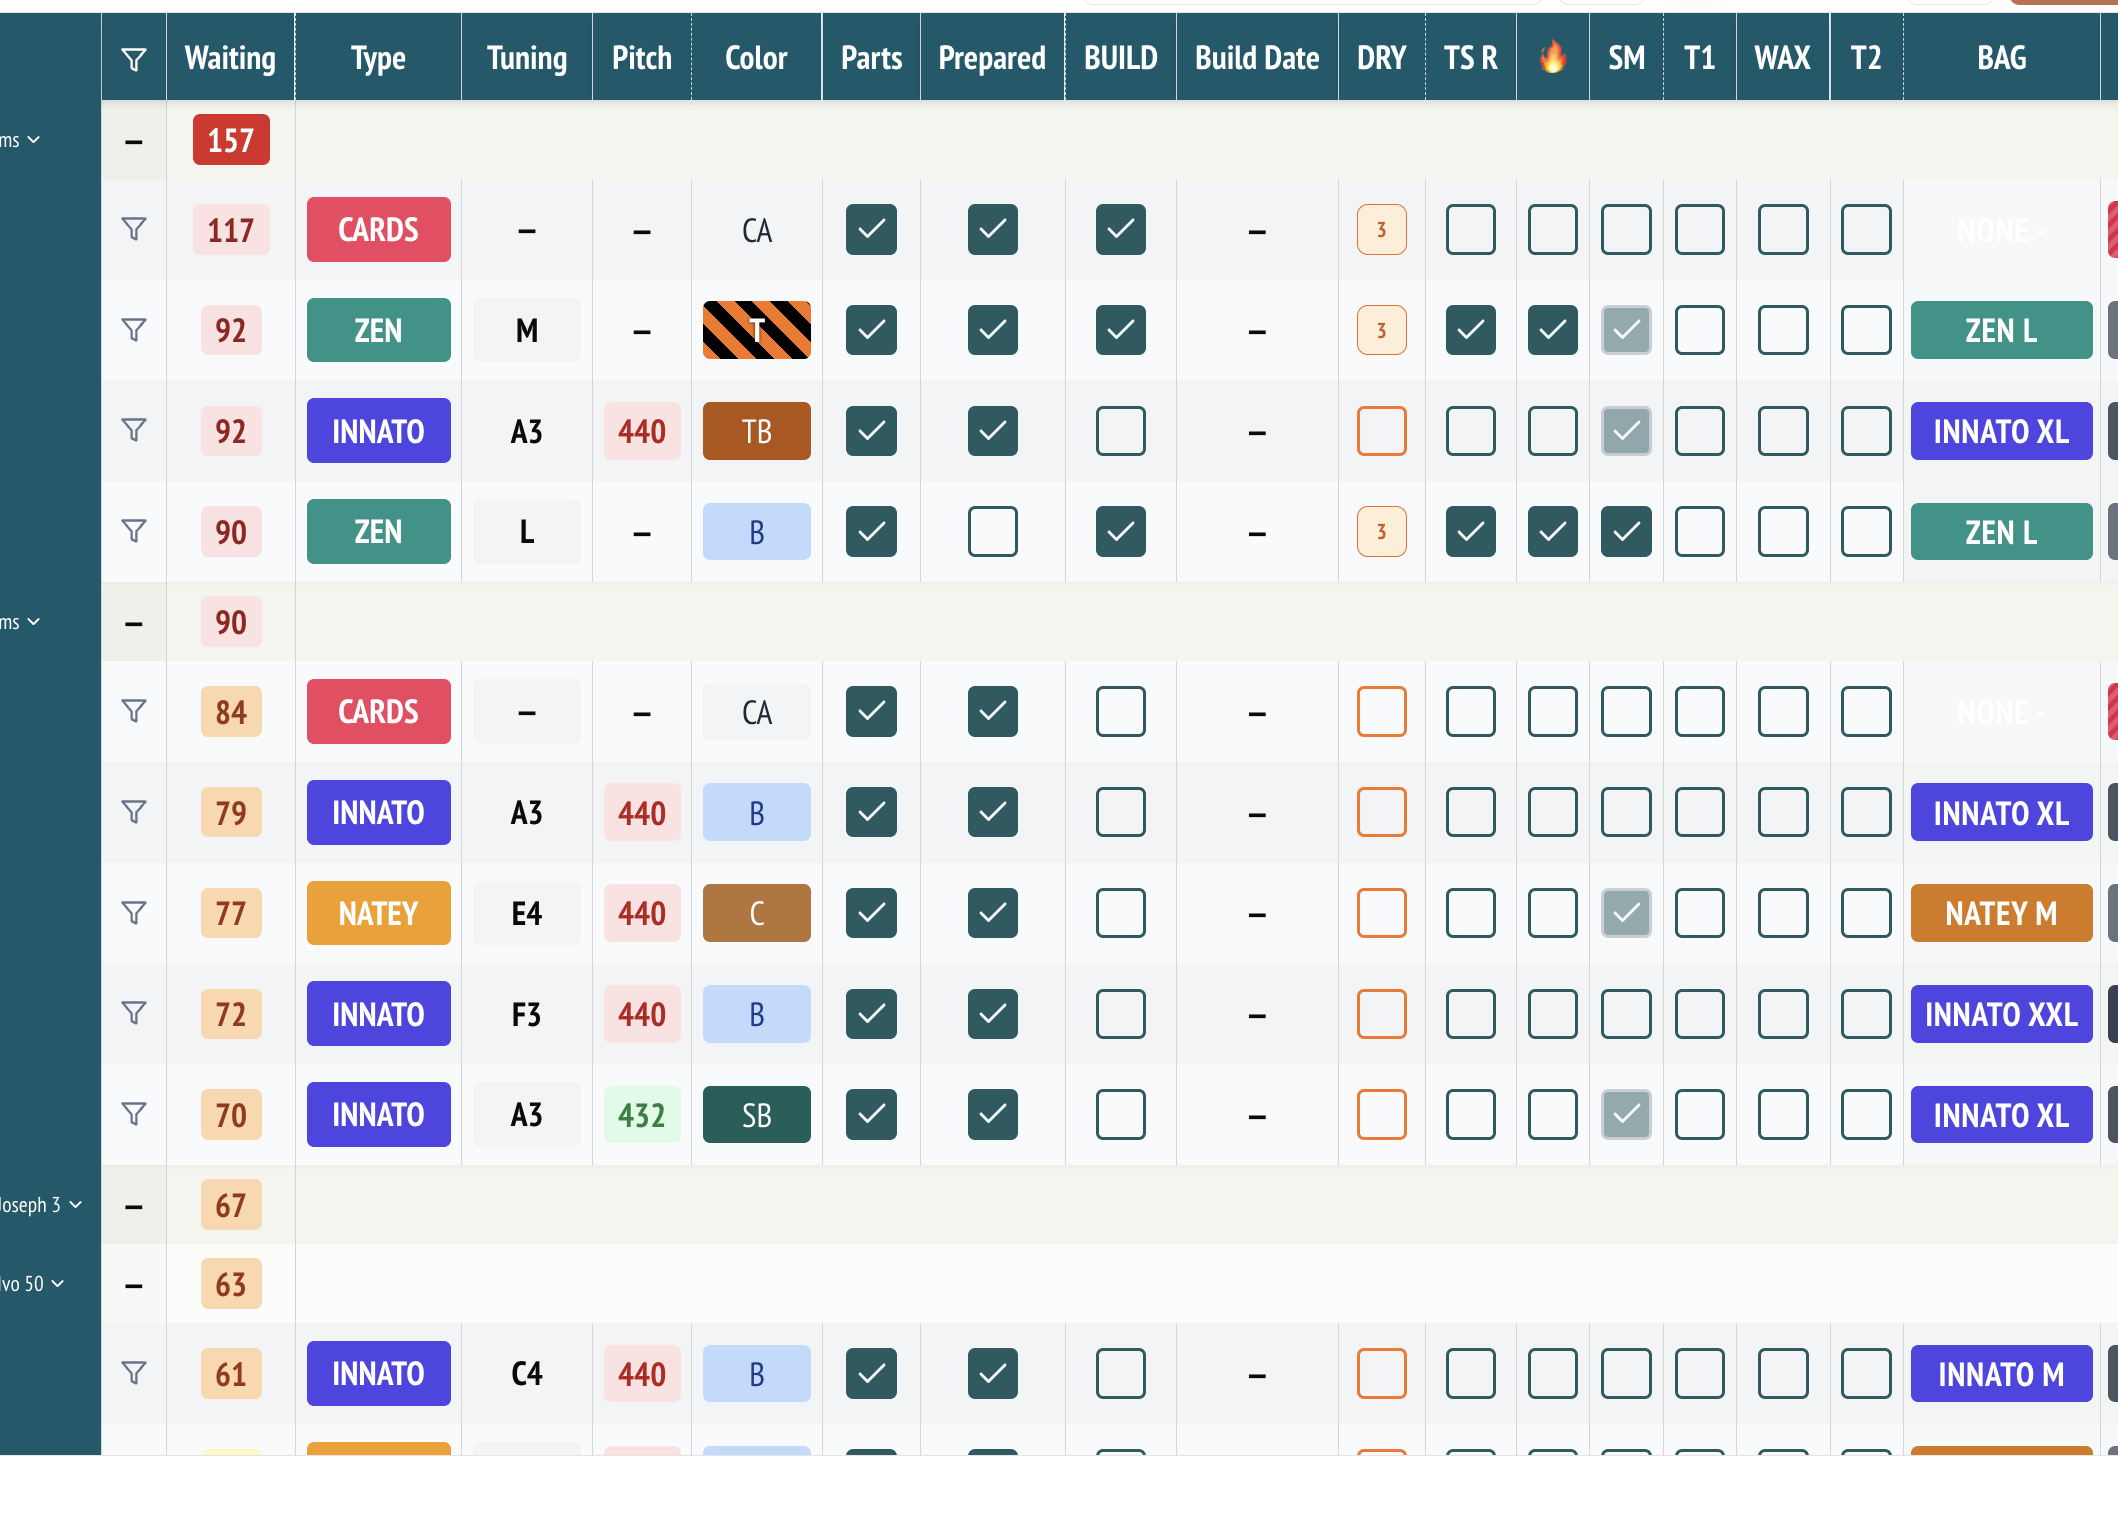 Waiting Type Tuning Pitch Color Parts Prepared BUILD Build Date DRY TS R 🔥 SM T1 WAX T2 BAG
ms – 157
117 CARDS – – CA – 3 NONE -
92 ZEN M – T – 3 ZEN L
92 INNATO A3 440 TB – INNATO XL
90 ZEN L – B – 3 ZEN L
ms – 90
84 CARDS – – CA – NONE -
79 INNATO A3 440 B – INNATO XL
77 NATEY E4 440 C – NATEY M
72 INNATO F3 440 B – INNATO XXL
70 INNATO A3 432 SB – INNATO XL
Joseph 3 – 67
lvo 50 – 63
61 INNATO C4 440 B – INNATO M